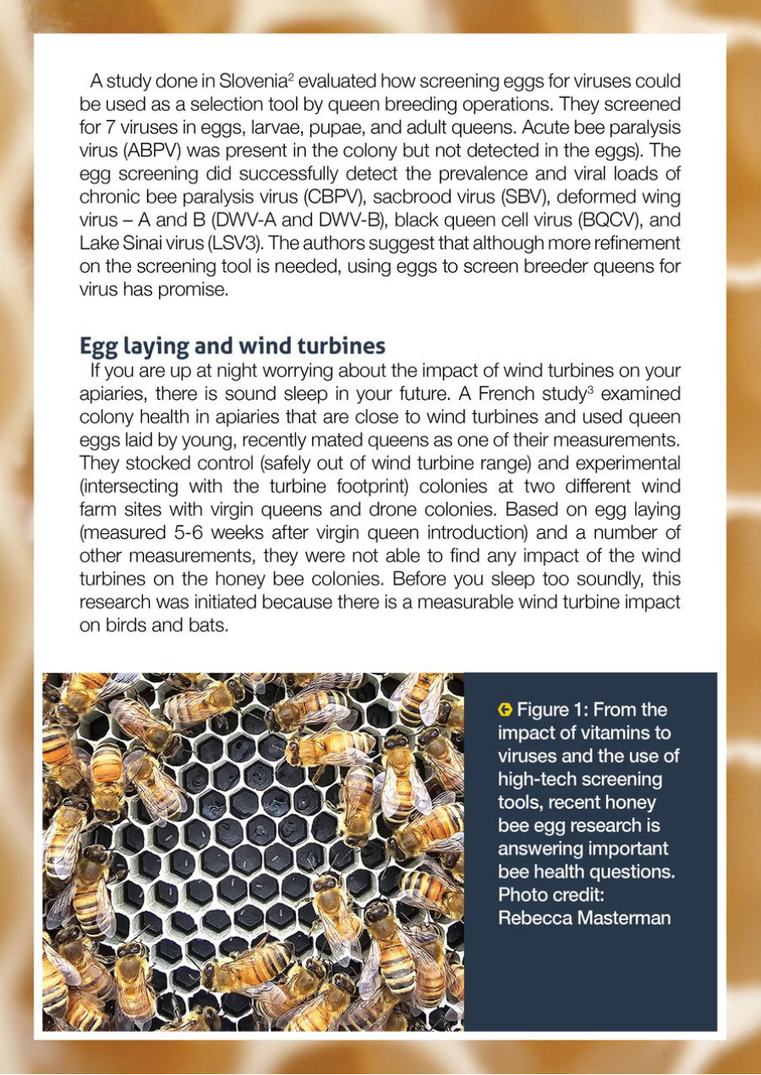 A study done in Slovenia² evaluated how screening eggs for viruses could
be used as a selection tool by queen breeding operations. They screened
for 7 viruses in eggs, larvae, pupae, and adult queens. Acute bee paralysis
virus (ABPV) was present in the colony but not detected in the eggs). The
egg screening did successfully detect the prevalence and viral loads of
chronic bee paralysis virus (CBPV), sacbrood virus (SBV), deformed wing
virus – A and B (DWV-A and DWV-B), black queen cell virus (BQCV), and
Lake Sinai virus (LSV3). The authors suggest that although more refinement
on the screening tool is needed, using eggs to screen breeder queens for
virus has promise.
Egg laying and wind turbines
If you are up at night worrying about the impact of wind turbines on your
apiaries, there is sound sleep in your future. A French study³ examined
colony health in apiaries that are close to wind turbines and used queen
eggs laid by young, recently mated queens as one of their measurements.
They stocked control (safely out of wind turbine range) and experimental
(intersecting with the turbine footprint) colonies at two different wind
farm sites with virgin queens and drone colonies. Based on egg laying
(measured 5-6 weeks after virgin queen introduction) and a number of
other measurements, they were not able to find any impact of the wind
turbines on the honey bee colonies. Before you sleep too soundly, this
research was initiated because there is a measurable wind turbine impact
on birds and bats.
Figure 1: From the
impact of vitamins to
viruses and the use of
high-tech screening
tools, recent honey
bee egg research is
answering important
bee health questions.
Photo credit:
Rebecca Masterman